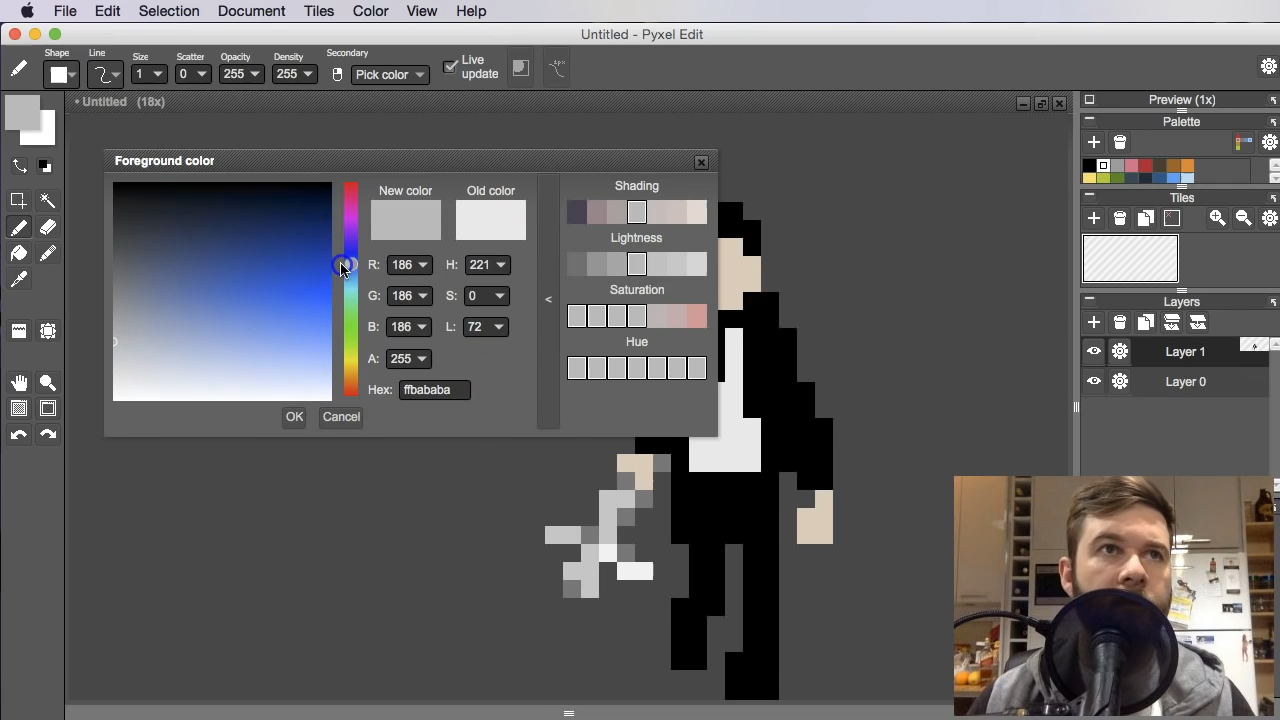 File Edit Selection Document Tiles Color View Help
Untitled - Pyxel Edit
Shape Line Size Scatter Opacity Density Secondary
1 0 255 255 Pick color Live update
• Untitled (18x)
Preview (1x)
Palette
Tiles
Layers
Layer 1
Layer 0
Foreground color
New color Old color
R: 186 H: 221
G: 186 S: 0
B: 186 L: 72
A: 255
Hex: ffbababa
OK Cancel
<
Shading
Lightness
Saturation
Hue